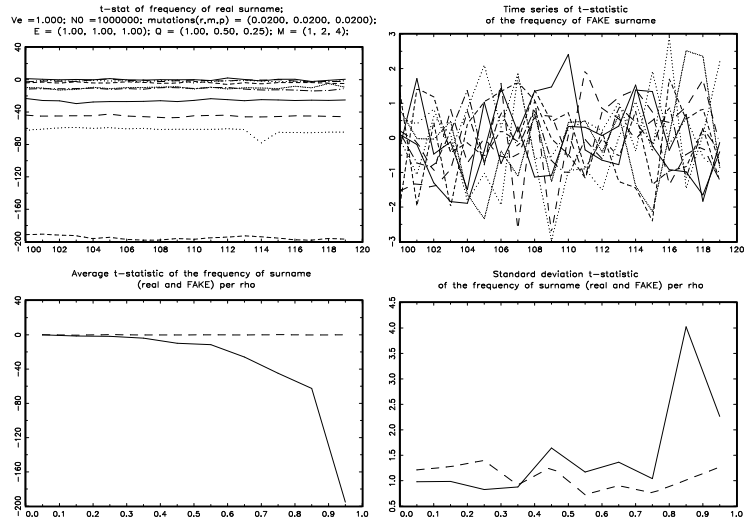 t-stat of frequency of real surname;
Ve =1.000; N0 =1000000; mutations(r,m,p) = (0.0200, 0.0200, 0.0200);
E = (1.00, 1.00, 1.00); Q = (1.00, 0.50, 0.25); M = (1, 2, 4);
40
0
-40
-80
-120
-160
-200
100 102 104 106 108 110 112 114 116 118 120
Time series of t-statistic
of the frequency of FAKE surname
3
2
1
0
-1
-2
-3
100 102 104 106 108 110 112 114 116 118 120
Average t-statistic of the frequency of surname
(real and FAKE) per rho
40
0
-40
-80
-120
-160
-200
0.0 0.1 0.2 0.3 0.4 0.5 0.6 0.7 0.8 0.9 1.0
Standard deviation t-statistic
of the frequency of surname (real and FAKE) per rho
4.5
4.0
3.5
3.0
2.5
2.0
1.5
1.0
0.5
0.0 0.1 0.2 0.3 0.4 0.5 0.6 0.7 0.8 0.9 1.0